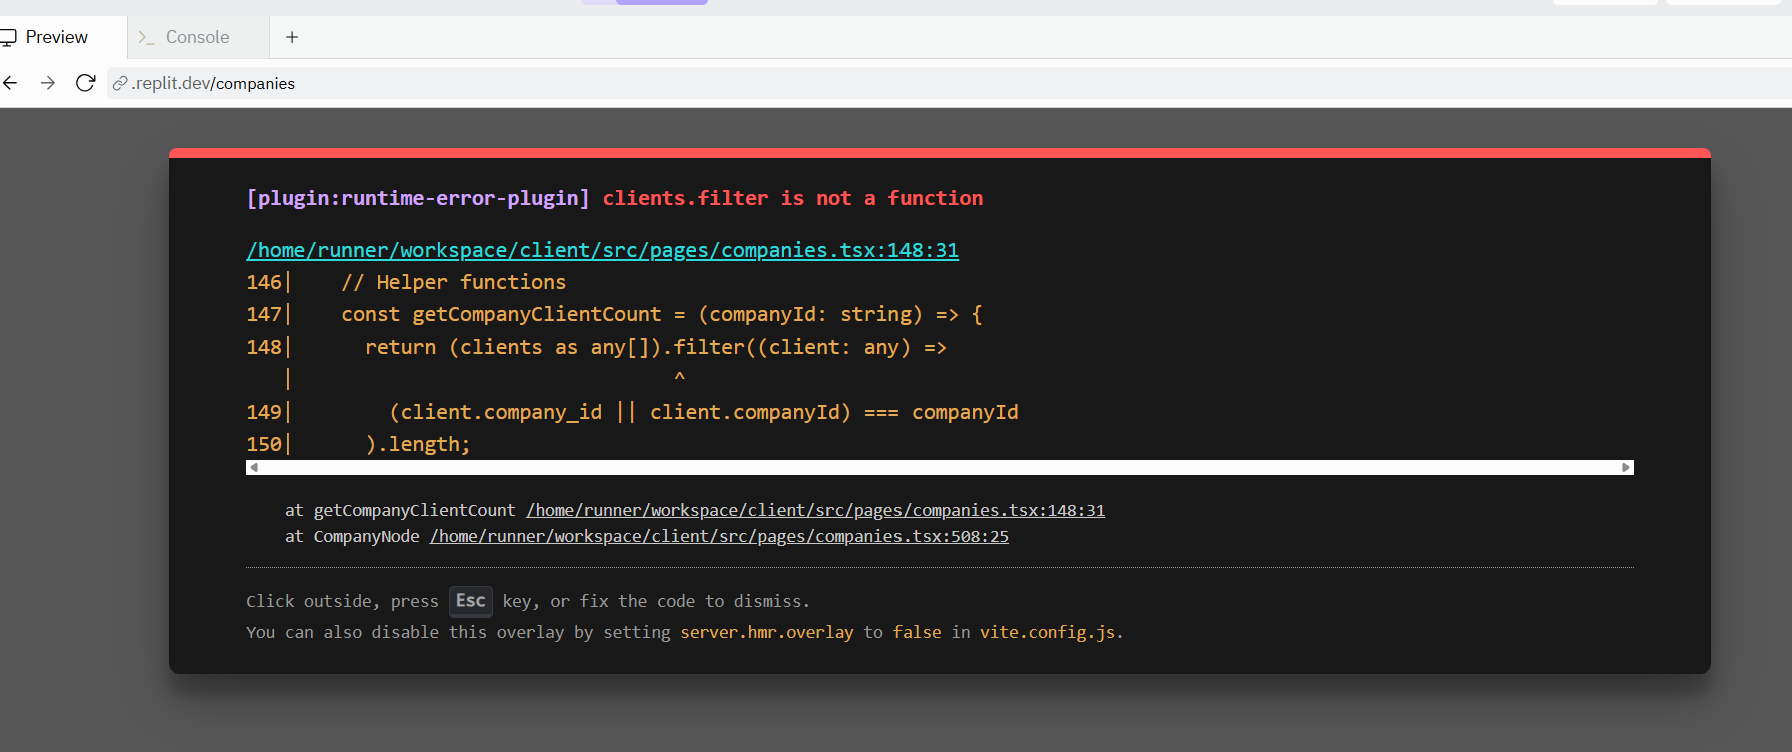 Preview
>_ Console
+
.replit.dev/companies
[plugin:runtime-error-plugin] clients.filter is not a function
/home/runner/workspace/client/src/pages/companies.tsx:148:31
146|    // Helper functions
147|    const getCompanyClientCount = (companyId: string) => {
148|      return (clients as any[]).filter((client: any) =>
   |                                ^
149|        (client.company_id || client.companyId) === companyId
150|      ).length;
at getCompanyClientCount /home/runner/workspace/client/src/pages/companies.tsx:148:31
at CompanyNode /home/runner/workspace/client/src/pages/companies.tsx:508:25
Click outside, press Esc key, or fix the code to dismiss.
You can also disable this overlay by setting server.hmr.overlay to false in vite.config.js.